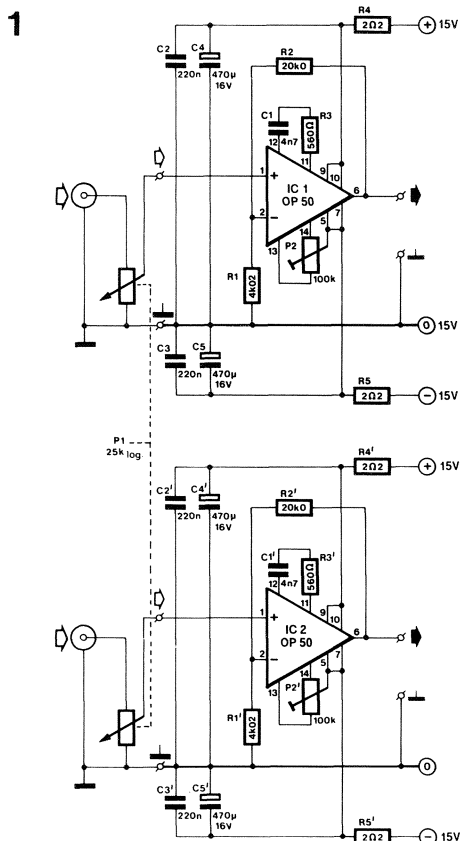 1
R4
2Ω2
+ 15V
C2
C4
220n
470µ
16V
R2
20k0
C1
4n7
R3
560Ω
12
11
9
10
1
+
IC 1
OP 50
6
2
−
14
5
7
13
P2
100k
R1
4k02
0 15V
C3
C5
220n
470µ
16V
R5
2Ω2
− 15V
P1
25k log.
R4'
2Ω2
+ 15V
C2'
C4'
220n
470µ
16V
R2'
20k0
C1'
4n7
R3'
560Ω
12
11
9
10
1
+
IC 2
OP 50
6
2
−
14
5
7
13
P2'
100k
R1'
4k02
0
C3'
C5'
220n
470µ
16V
R5'
2Ω2
− 15V